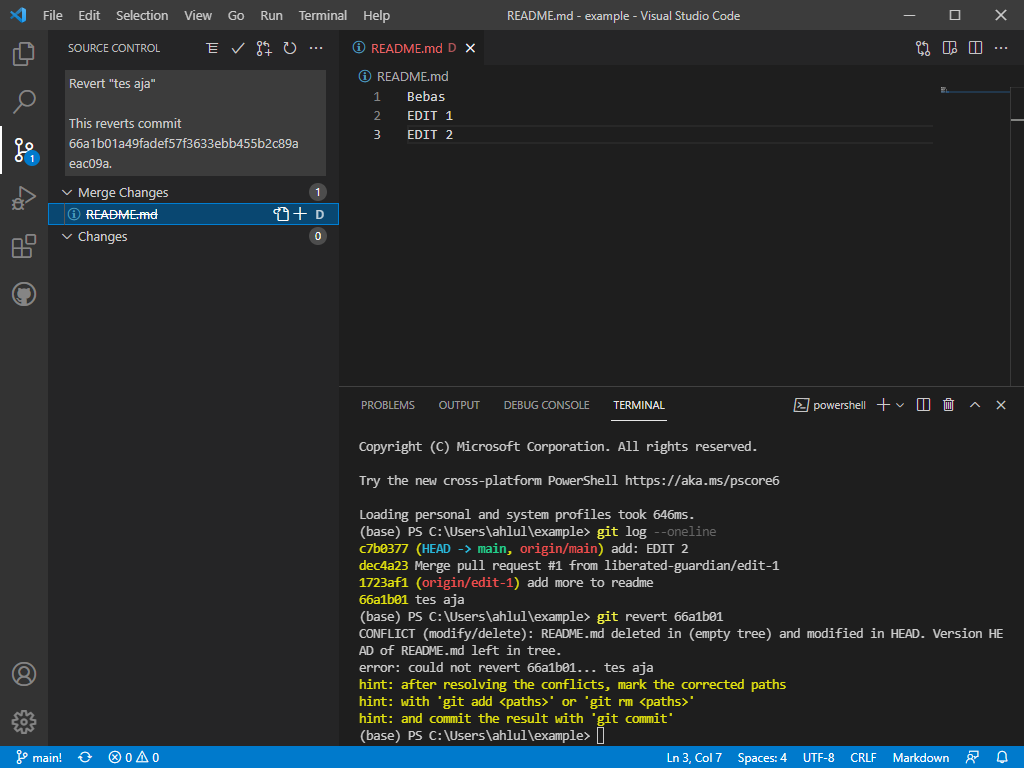 File Edit Selection View Go Run Terminal Help README.md - example - Visual Studio Code
SOURCE CONTROL
Revert "tes aja"
This reverts commit
66a1b01a49fadef57f3633ebb455b2c89a
eac09a.
Merge Changes 1
README.md D
Changes 0
1
README.md D
README.md
1 Bebas
2 EDIT 1
3 EDIT 2
PROBLEMS OUTPUT DEBUG CONSOLE TERMINAL powershell
Copyright (C) Microsoft Corporation. All rights reserved.
Try the new cross-platform PowerShell https://aka.ms/pscore6
Loading personal and system profiles took 646ms.
(base) PS C:\Users\ahlul\example> git log --oneline
c7b0377 (HEAD -> main, origin/main) add: EDIT 2
dec4a23 Merge pull request #1 from liberated-guardian/edit-1
1723af1 (origin/edit-1) add more to readme
66a1b01 tes aja
(base) PS C:\Users\ahlul\example> git revert 66a1b01
CONFLICT (modify/delete): README.md deleted in (empty tree) and modified in HEAD. Version HE
AD of README.md left in tree.
error: could not revert 66a1b01... tes aja
hint: after resolving the conflicts, mark the corrected paths
hint: with 'git add <paths>' or 'git rm <paths>'
hint: and commit the result with 'git commit'
(base) PS C:\Users\ahlul\example>
main! 0 0 Ln 3, Col 7 Spaces: 4 UTF-8 CRLF Markdown